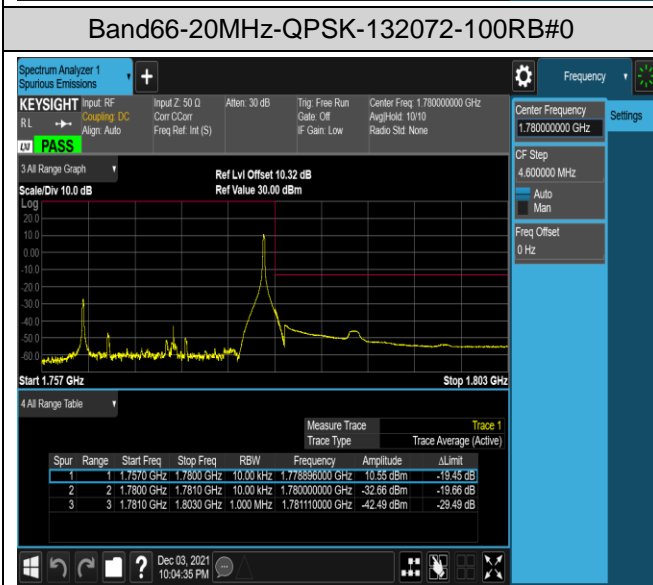 Band66-20MHz-QPSK-132072-100RB#0
Spectrum Analyzer 1
Spurious Emissions
Frequency
KEYSIGHT Input: RF Input Z: 50 Ω Atten: 30 dB Trig: Free Run Center Freq: 1.780000000 GHz
RL Coupling: DC Corr CCorr Gate: Off Avg|Hold: 10/10
Align: Auto Freq Ref: Int (S) IF Gain: Low Radio Std: None
LXI PASS
Center Frequency
1.780000000 GHz
Settings
CF Step
4.600000 MHz
Auto
Man
Freq Offset
0 Hz
3 All Range Graph
Ref Lvl Offset 10.32 dB
Scale/Div 10.0 dB Ref Value 30.00 dBm
Log
20.0
10.0
0.00
-10.0
-20.0
-30.0
-40.0
-50.0
-60.0
Start 1.757 GHz Stop 1.803 GHz
4 All Range Table
Measure Trace Trace 1
Trace Type Trace Average (Active)
Spur Range Start Freq Stop Freq RBW Frequency Amplitude ΔLimit
1 1 1.7570 GHz 1.7800 GHz 10.00 kHz 1.778896000 GHz 10.55 dBm -19.45 dB
2 2 1.7800 GHz 1.7810 GHz 10.00 kHz 1.780000000 GHz -32.66 dBm -19.66 dB
3 3 1.7810 GHz 1.8030 GHz 1.000 MHz 1.781110000 GHz -42.49 dBm -29.49 dB
Dec 03, 2021
10:04:35 PM